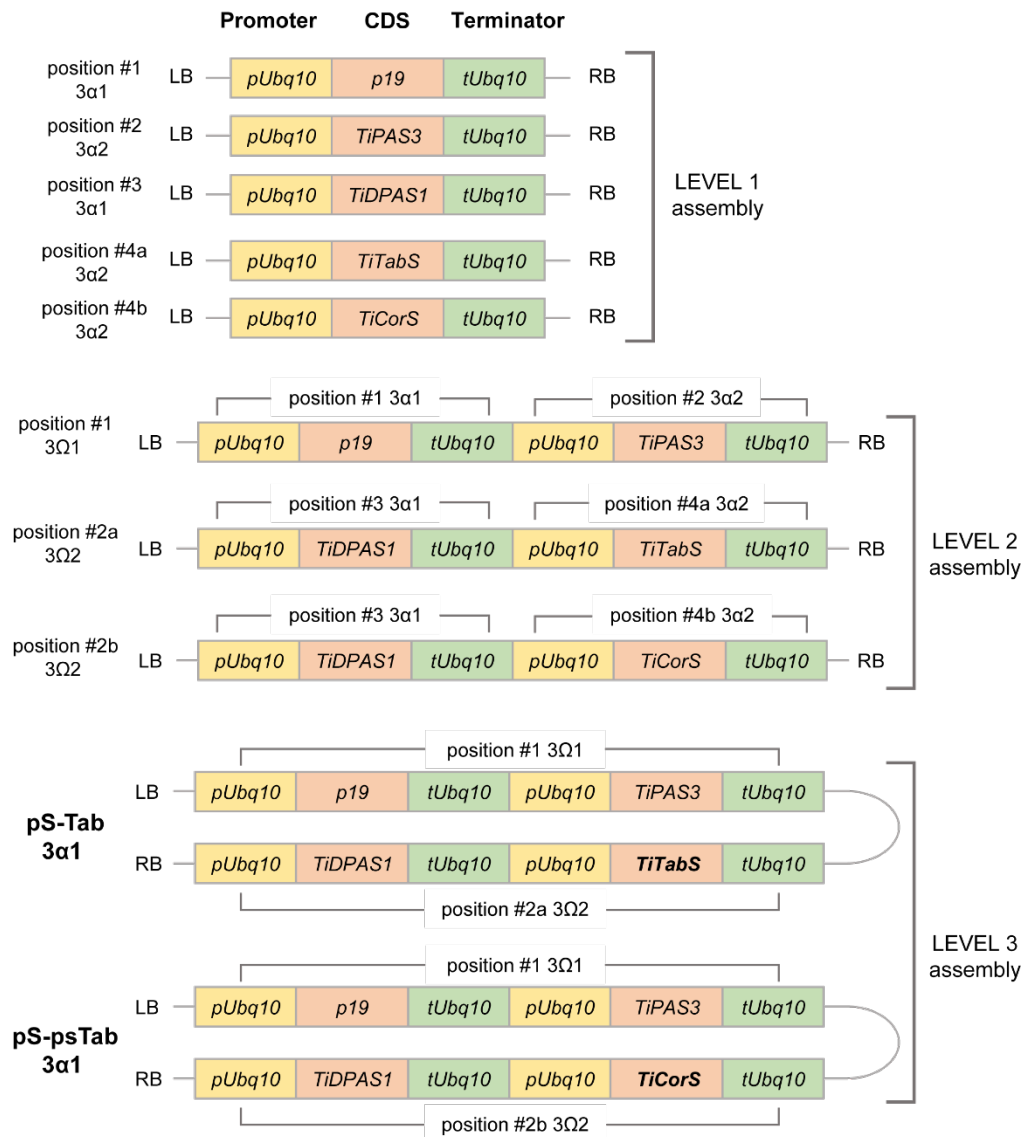 Promoter CDS Terminator
position #1
3α1
LB pUbq10 p19 tUbq10 RB
position #2
3α2
LB pUbq10 TiPAS3 tUbq10 RB
position #3
3α1
LB pUbq10 TiDPAS1 tUbq10 RB
position #4a
3α2
LB pUbq10 TiTabS tUbq10 RB
position #4b
3α2
LB pUbq10 TiCorS tUbq10 RB
LEVEL 1
assembly
position #1 3α1 position #2 3α2
position #1
3Ω1
LB pUbq10 p19 tUbq10 pUbq10 TiPAS3 tUbq10 RB
position #3 3α1 position #4a 3α2
position #2a
3Ω2
LB pUbq10 TiDPAS1 tUbq10 pUbq10 TiTabS tUbq10 RB
position #3 3α1 position #4b 3α2
position #2b
3Ω2
LB pUbq10 TiDPAS1 tUbq10 pUbq10 TiCorS tUbq10 RB
LEVEL 2
assembly
position #1 3Ω1
LB pUbq10 p19 tUbq10 pUbq10 TiPAS3 tUbq10
pS-Tab
3α1
RB pUbq10 TiDPAS1 tUbq10 pUbq10 TiTabS tUbq10
position #2a 3Ω2
position #1 3Ω1
LB pUbq10 p19 tUbq10 pUbq10 TiPAS3 tUbq10
pS-psTab
3α1
RB pUbq10 TiDPAS1 tUbq10 pUbq10 TiCorS tUbq10
position #2b 3Ω2
LEVEL 3
assembly